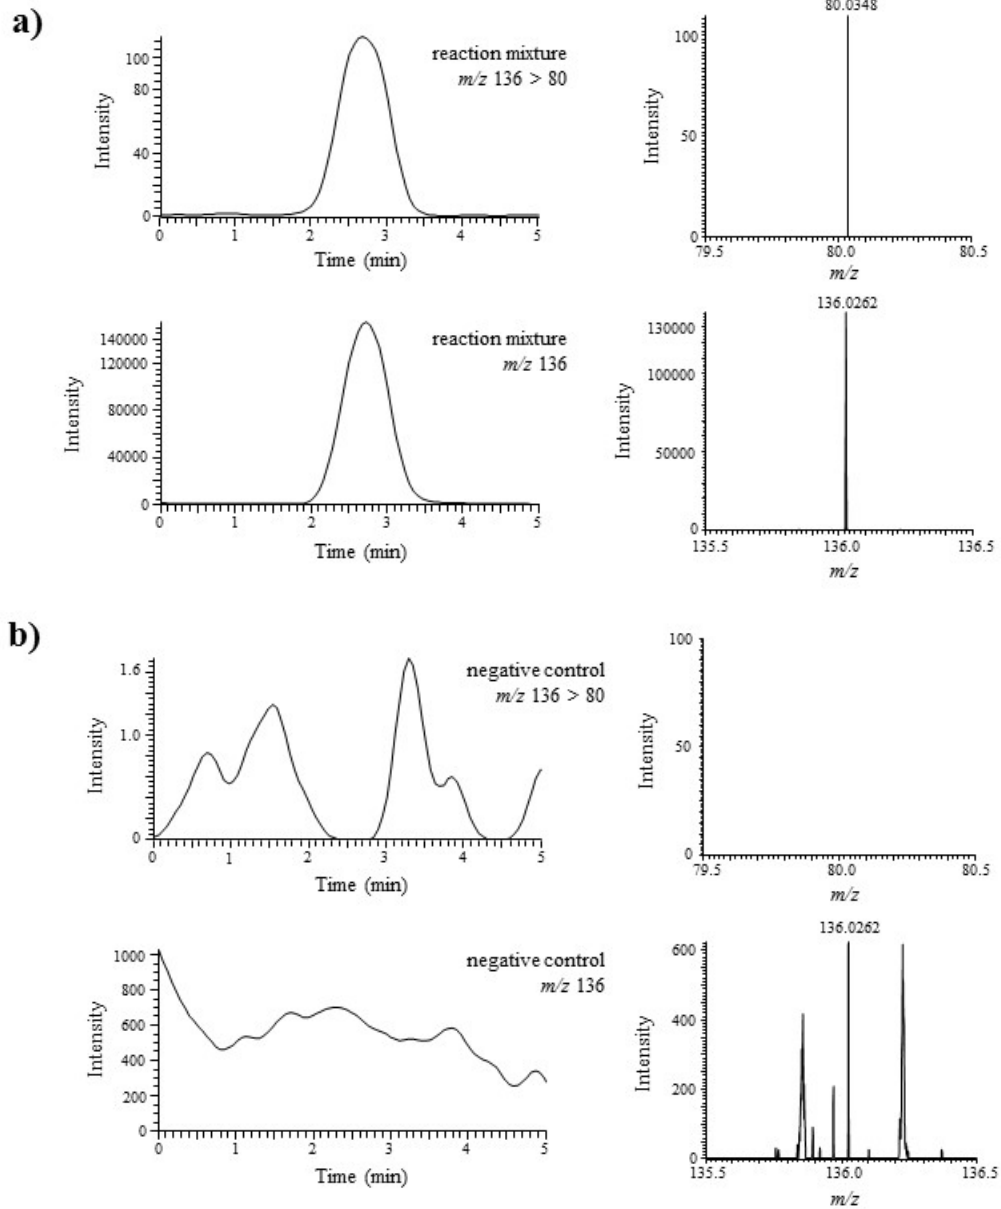 a)
reaction mixture
m/z 136 > 80
Intensity
100
80
40
0
0 1 2 3 4 5
Time (min)
80.0348
Intensity
100
50
0
79.5 80.0 80.5
m/z
reaction mixture
m/z 136
Intensity
140000
120000
80000
40000
0
0 1 2 3 4 5
Time (min)
136.0262
Intensity
130000
100000
50000
0
135.5 136.0 136.5
m/z
b)
negative control
m/z 136 > 80
Intensity
1.6
1.0
0
0 1 2 3 4 5
Time (min)
Intensity
100
50
0
79.5 80.0 80.5
m/z
negative control
m/z 136
Intensity
1000
800
600
400
200
0
0 1 2 3 4 5
Time (min)
136.0262
Intensity
600
400
200
0
135.5 136.0 136.5
m/z